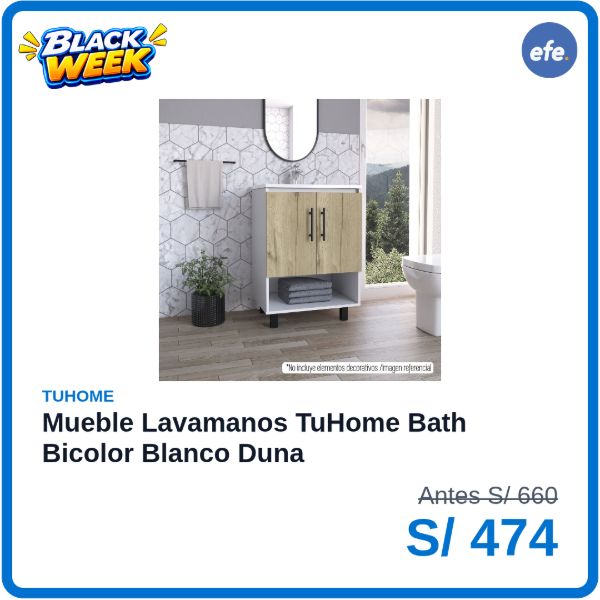 BLACK
WEEK
efe.
*No incluye elementos decorativos /Imagen referencial
TUHOME
Mueble Lavamanos TuHome Bath
Bicolor Blanco Duna
Antes S/ 660
S/ 474